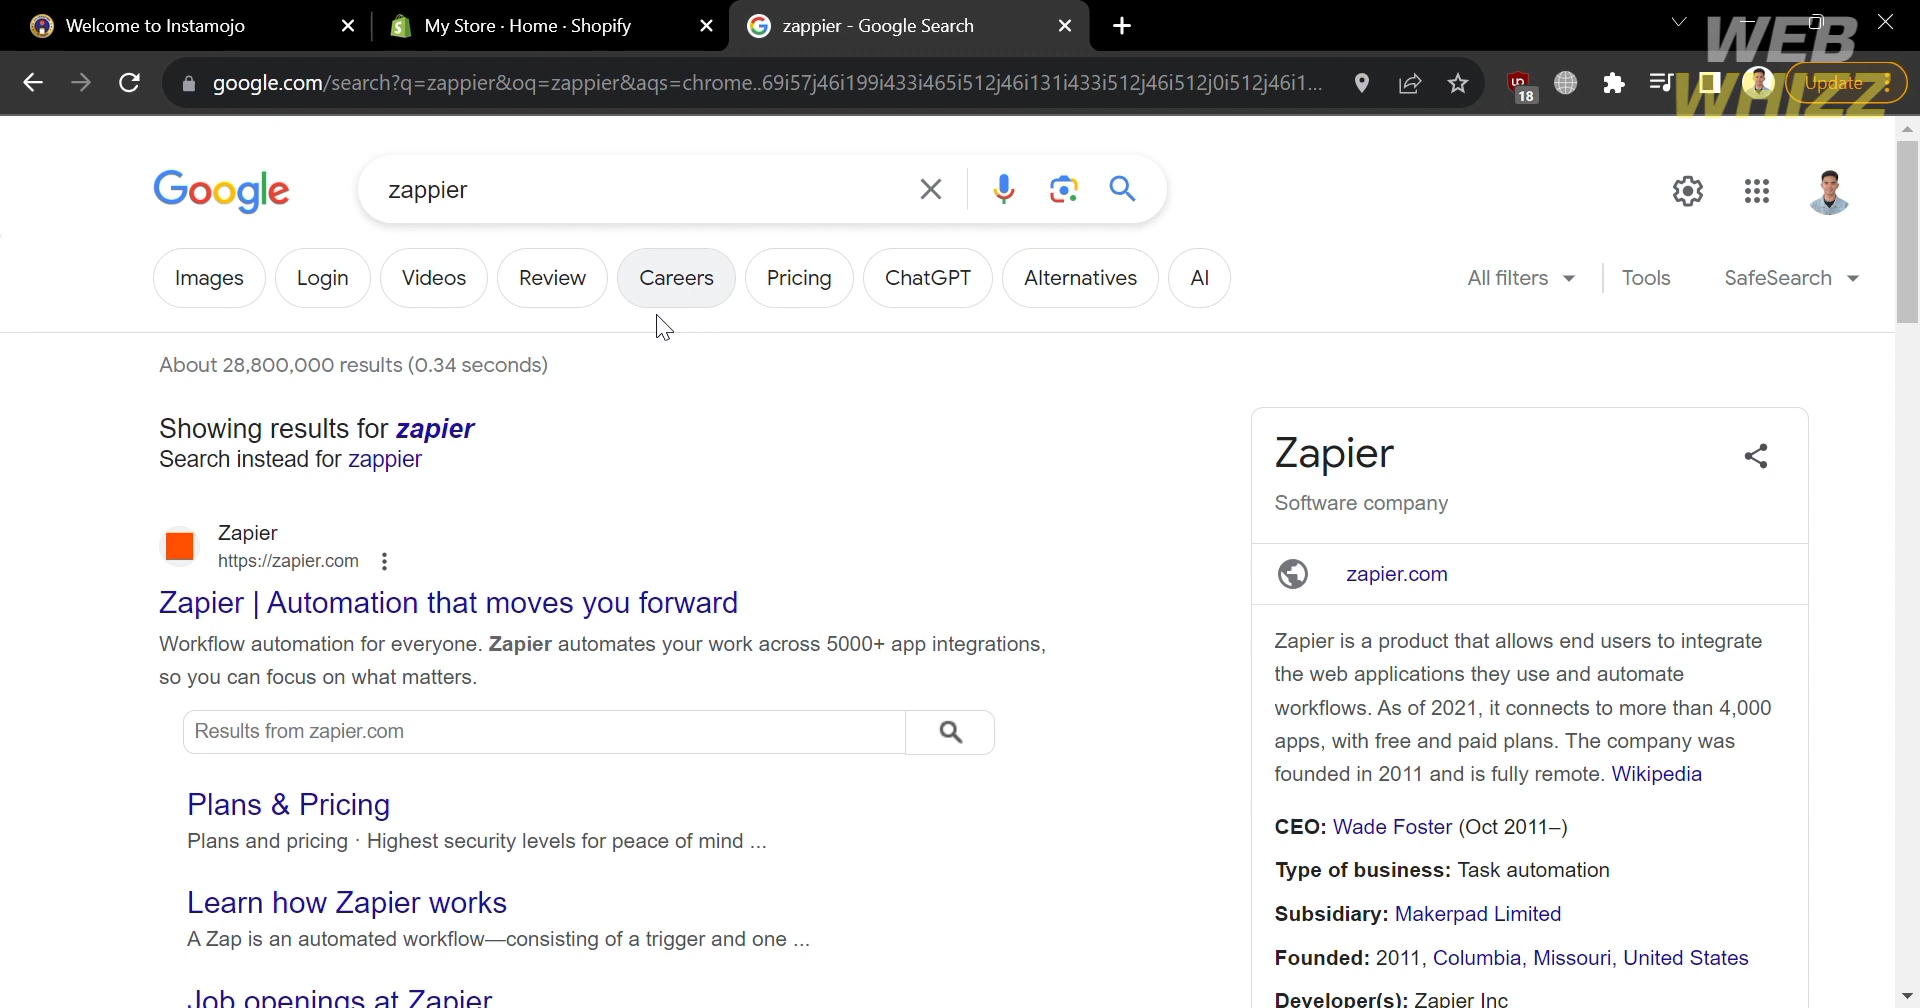 Welcome to Instamojo
My Store · Home · Shopify
zappier - Google Search
google.com/search?q=zappier&oq=zappier&aqs=chrome..69i57j46i199i433i465i512j46i131i433i512j46i512j0i512j46i1...
18
Update
WEB
WHIZZ
Google
zappier
Images
Login
Videos
Review
Careers
Pricing
ChatGPT
Alternatives
AI
All filters
Tools
SafeSearch
About 28,800,000 results (0.34 seconds)
Showing results for zapier
Search instead for zappier
Zapier
https://zapier.com
Zapier | Automation that moves you forward
Workflow automation for everyone. Zapier automates your work across 5000+ app integrations,
so you can focus on what matters.
Results from zapier.com
Plans & Pricing
Plans and pricing · Highest security levels for peace of mind ...
Learn how Zapier works
A Zap is an automated workflow—consisting of a trigger and one ...
Job openings at Zapier
Zapier
Software company
zapier.com
Zapier is a product that allows end users to integrate
the web applications they use and automate
workflows. As of 2021, it connects to more than 4,000
apps, with free and paid plans. The company was
founded in 2011 and is fully remote. Wikipedia
CEO: Wade Foster (Oct 2011–)
Type of business: Task automation
Subsidiary: Makerpad Limited
Founded: 2011, Columbia, Missouri, United States
Developer(s): Zapier Inc